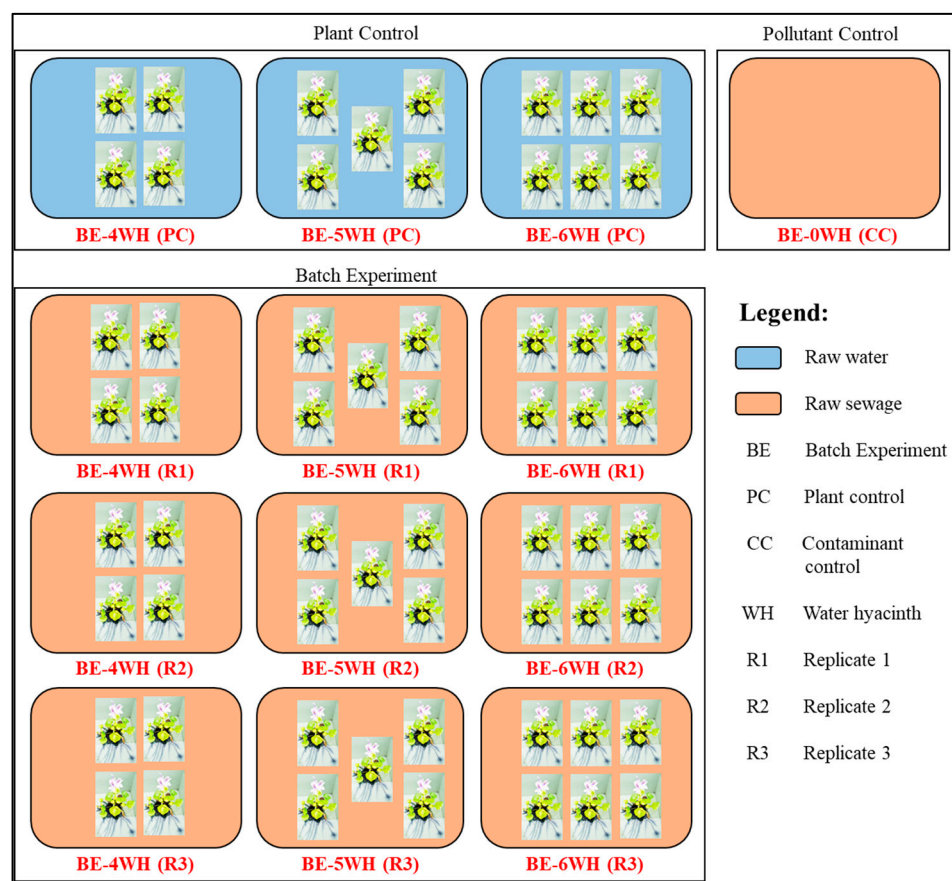 Plant Control
Pollutant Control
BE-4WH (PC)
BE-5WH (PC)
BE-6WH (PC)
BE-0WH (CC)
Batch Experiment
BE-4WH (R1)
BE-5WH (R1)
BE-6WH (R1)
BE-4WH (R2)
BE-5WH (R2)
BE-6WH (R2)
BE-4WH (R3)
BE-5WH (R3)
BE-6WH (R3)
Legend:
Raw water
Raw sewage
BE Batch Experiment
PC Plant control
CC Contaminant
control
WH Water hyacinth
R1 Replicate 1
R2 Replicate 2
R3 Replicate 3